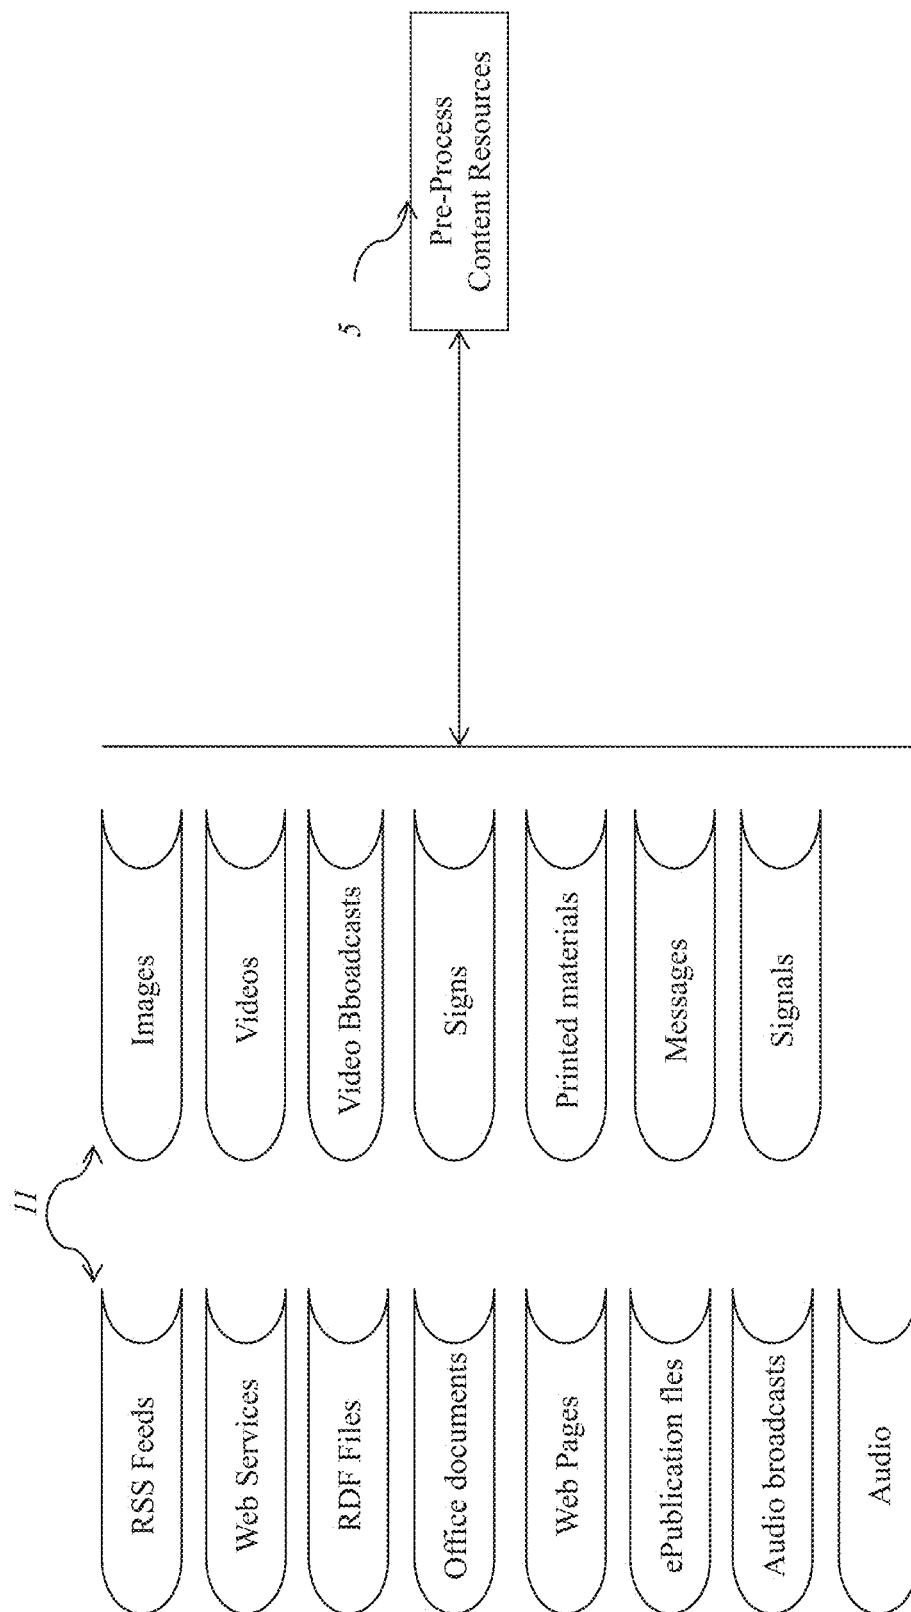 11
RSS Feeds
Web Services
RDF Files
Office documents
Web Pages
ePublication fles
Audio broadcasts
Audio
Images
Videos
Video Bboadcasts
Signs
Printed materials
Messages
Signals
5
Pre-Process
Content Resources